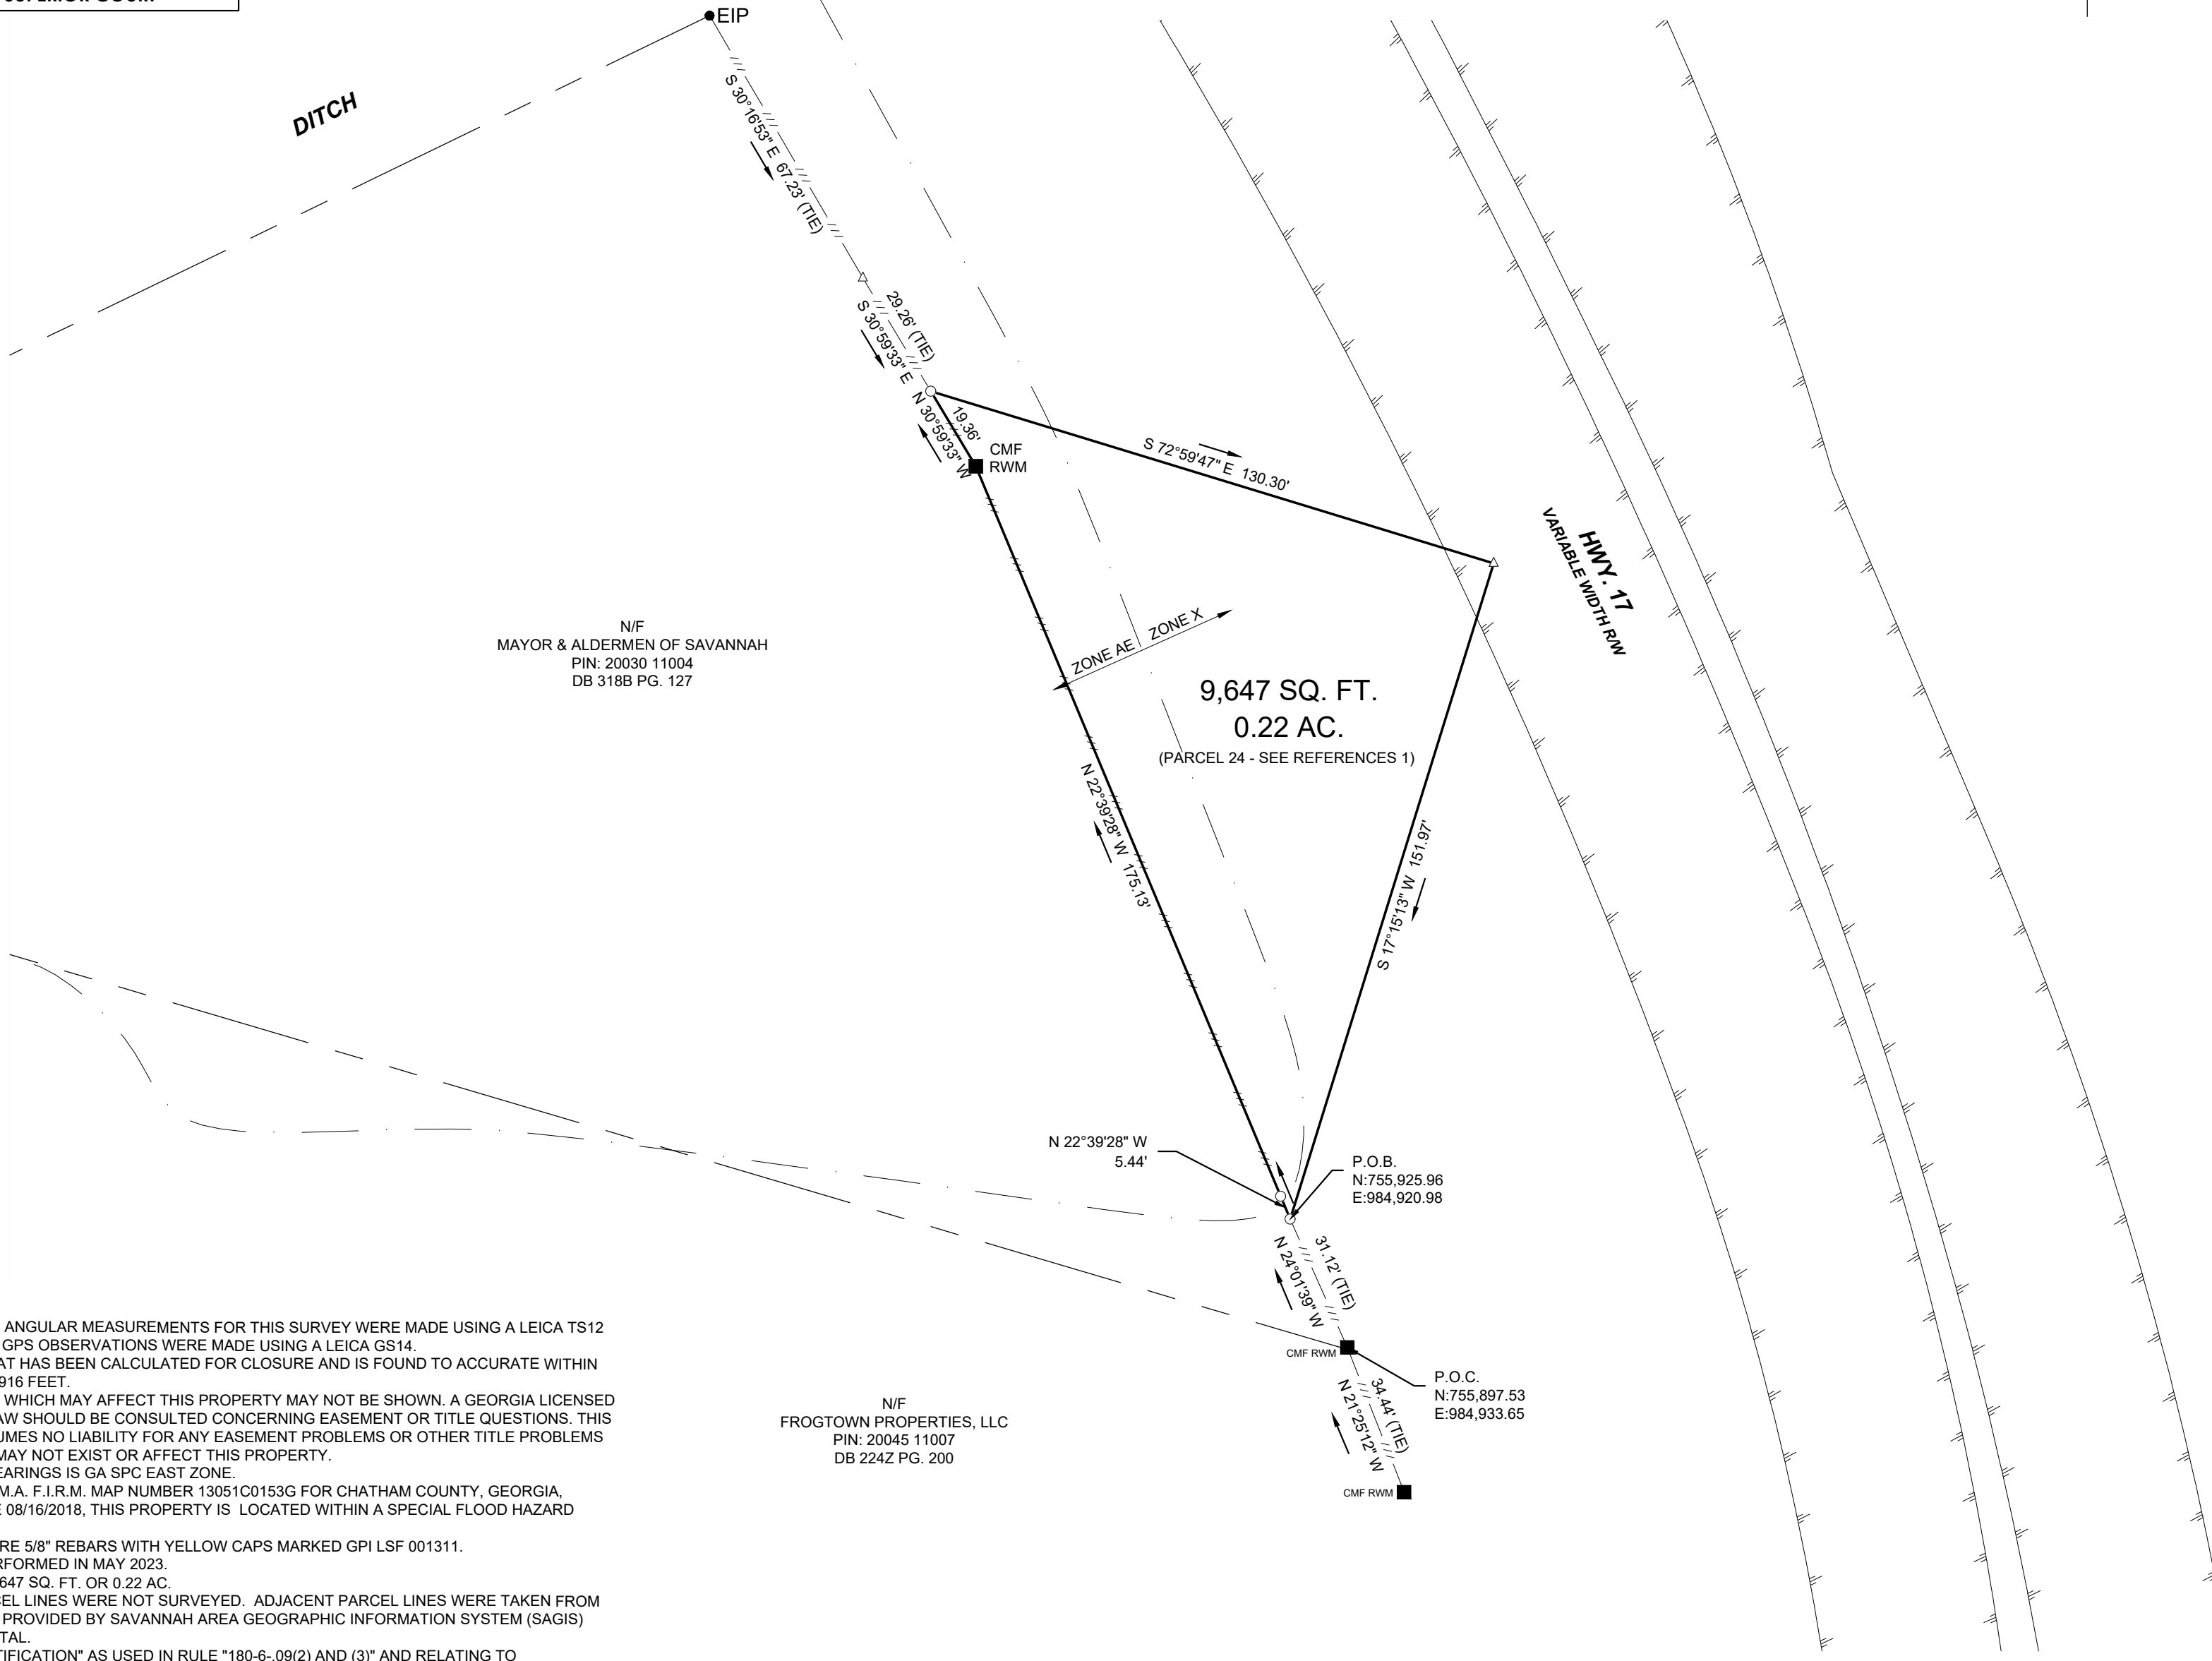 EIP
DITCH
S 30°16'53" E 67.23' (TIE)
29.26' (TIE)
S 30°59'33" E
19.36'
N 30°59'33" W
CMF
RWM
S 72°59'47" E 130.30'
HWY. 17
VARIABLE WIDTH R/W
N/F
MAYOR & ALDERMEN OF SAVANNAH
PIN: 20030 11004
DB 318B PG. 127
ZONE AE ZONE X
9,647 SQ. FT.
0.22 AC.
(PARCEL 24 - SEE REFERENCES 1)
N 22°39'28" W 175.13'
S 17°15'13" W 151.97'
N 22°39'28" W
5.44'
P.O.B.
N:755,925.96
E:984,920.98
31.12' (TIE)
N 24°01'39" W
CMF RWM
P.O.C.
N:755,897.53
E:984,933.65
34.44' (TIE)
N 21°25'12" W
CMF RWM
N/F
FROGTOWN PROPERTIES, LLC
PIN: 20045 11007
DB 224Z PG. 200
ANGULAR MEASUREMENTS FOR THIS SURVEY WERE MADE USING A LEICA TS12
GPS OBSERVATIONS WERE MADE USING A LEICA GS14.
AT HAS BEEN CALCULATED FOR CLOSURE AND IS FOUND TO ACCURATE WITHIN
916 FEET.
WHICH MAY AFFECT THIS PROPERTY MAY NOT BE SHOWN. A GEORGIA LICENSED
AW SHOULD BE CONSULTED CONCERNING EASEMENT OR TITLE QUESTIONS. THIS
UMES NO LIABILITY FOR ANY EASEMENT PROBLEMS OR OTHER TITLE PROBLEMS
MAY NOT EXIST OR AFFECT THIS PROPERTY.
EARINGS IS GA SPC EAST ZONE.
M.A. F.I.R.M. MAP NUMBER 13051C0153G FOR CHATHAM COUNTY, GEORGIA,
E 08/16/2018, THIS PROPERTY IS LOCATED WITHIN A SPECIAL FLOOD HAZARD
RE 5/8" REBARS WITH YELLOW CAPS MARKED GPI LSF 001311.
RFORMED IN MAY 2023.
647 SQ. FT. OR 0.22 AC.
CEL LINES WERE NOT SURVEYED. ADJACENT PARCEL LINES WERE TAKEN FROM
PROVIDED BY SAVANNAH AREA GEOGRAPHIC INFORMATION SYSTEM (SAGIS)
TAL.
TIFICATION" AS USED IN RULE "180-6-.09(2) AND (3)" AND RELATING TO